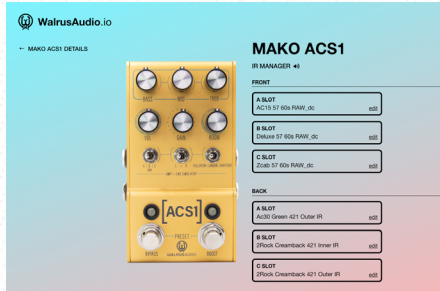 WalrusAudio.io
← MAKO ACS1 DETAILS
MAKO ACS1
IR MANAGER
FRONT
A SLOT
AC15 57 60s RAW_dc
edit
B SLOT
Deluxe 57 60s RAW_dc
edit
C SLOT
Zcab 57 60s RAW_dc
edit
BACK
A SLOT
Ac30 Green 421 Outer IR
edit
B SLOT
2Rock Creamback 421 Inner IR
edit
C SLOT
2Rock Creamback 421 Outer IR
edit
BASS MID TREB
VOL GAIN ROOM
[ACS1]
PRESET
BYPASS WALRUS AUDIO BOOST